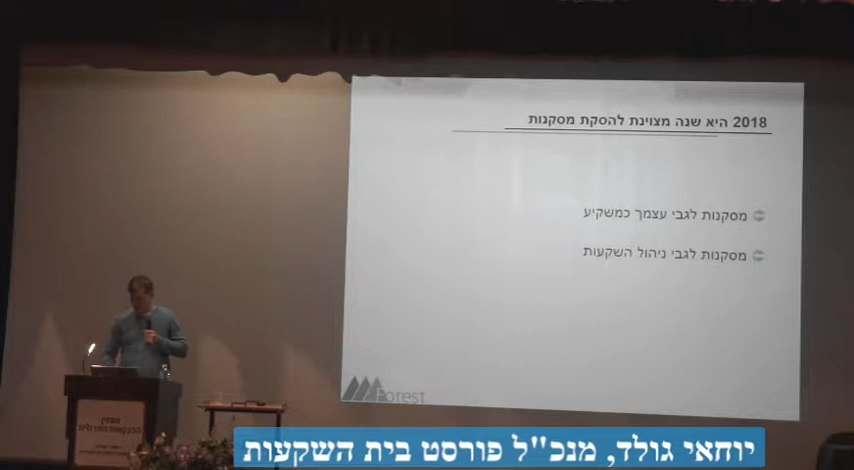 2018 היא שנה מצוינת להסקת מסקנות
מסקנות לגבי עצמך כמשקיע
מסקנות לגבי ניהול השקעות
Forest
יוחאי גולד, מנכ"ל פורסט בית השקעות